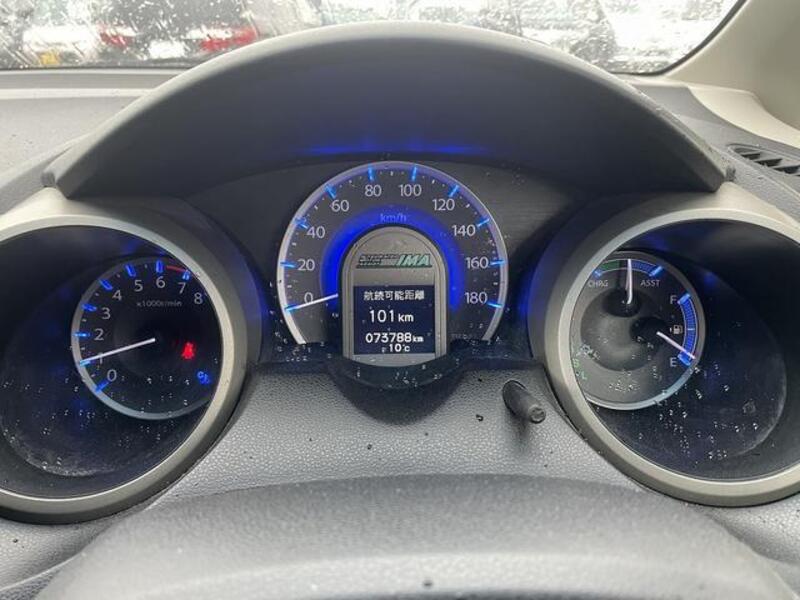 0 1 2 3 4 5 6 7 8
x1000r/min
0 20 40 60 80 100 120 140 160 180
km/h
IMA
航続可能距離
101 km
073788 km
10℃
CHRG ASST
F
E
S
L